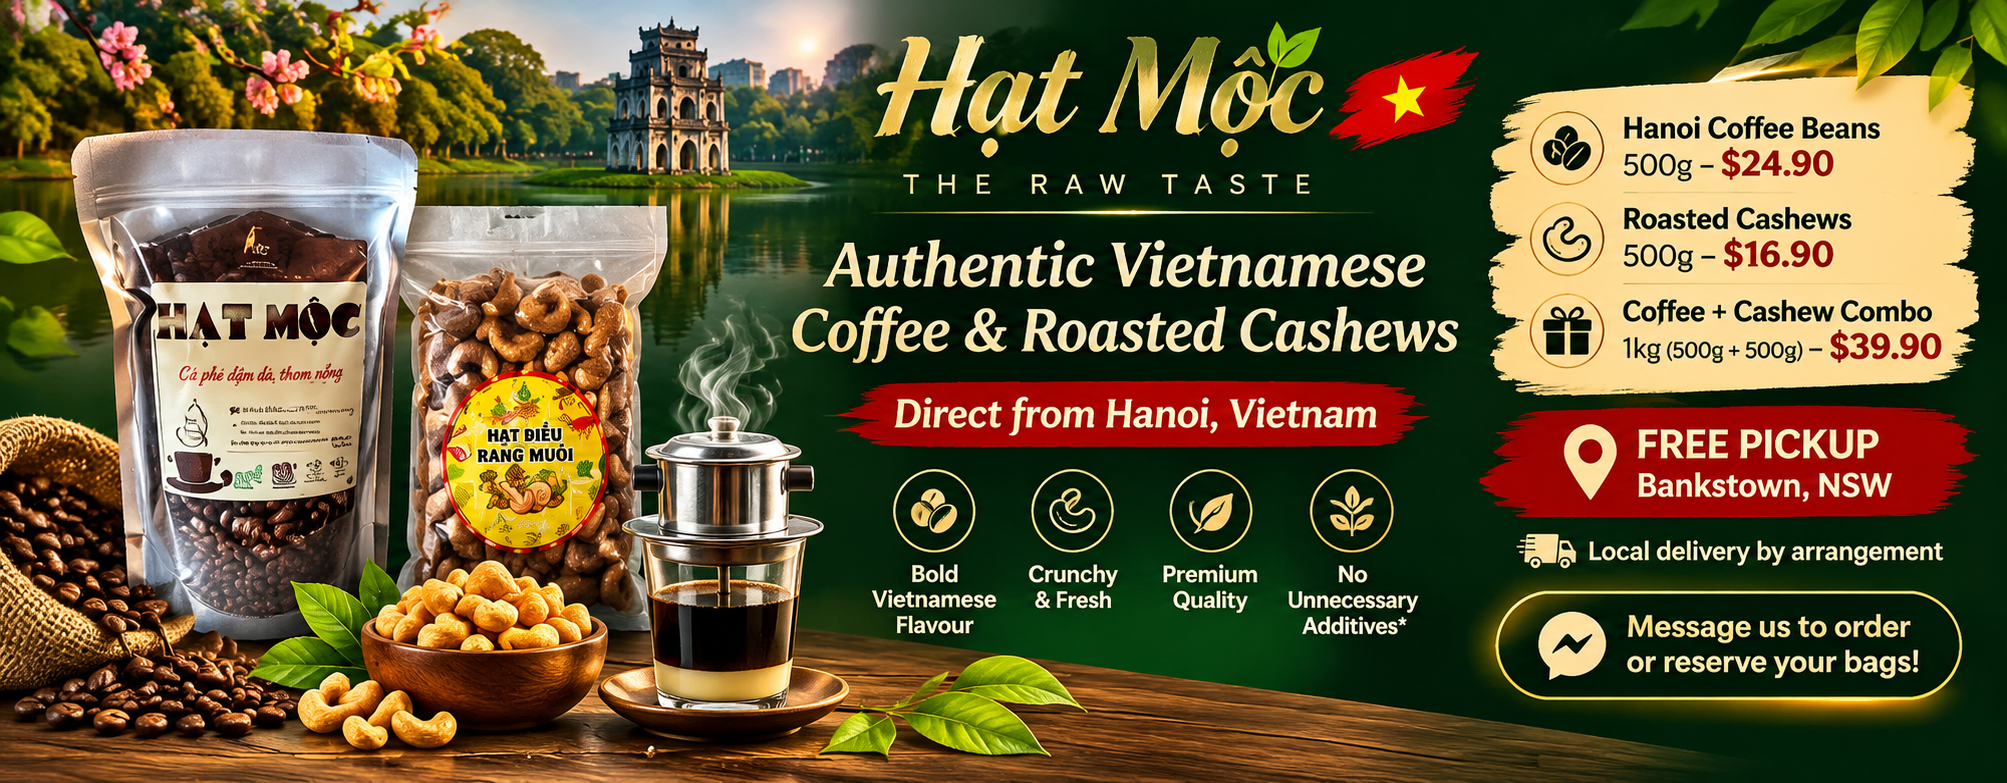 Hạt Mộc
THE RAW TASTE
Authentic Vietnamese
Coffee & Roasted Cashews
Direct from Hanoi, Vietnam
Bold
Vietnamese
Flavour
Crunchy
& Fresh
Premium
Quality
No
Unnecessary
Additives*
Hanoi Coffee Beans
500g – $24.90
Roasted Cashews
500g – $16.90
Coffee + Cashew Combo
1kg (500g + 500g) – $39.90
FREE PICKUP
Bankstown, NSW
Local delivery by arrangement
Message us to order
or reserve your bags!
HẠT MỘC
Cà phê đậm đà, thơm nồng
HẠT ĐIỀU
RANG MUỐI